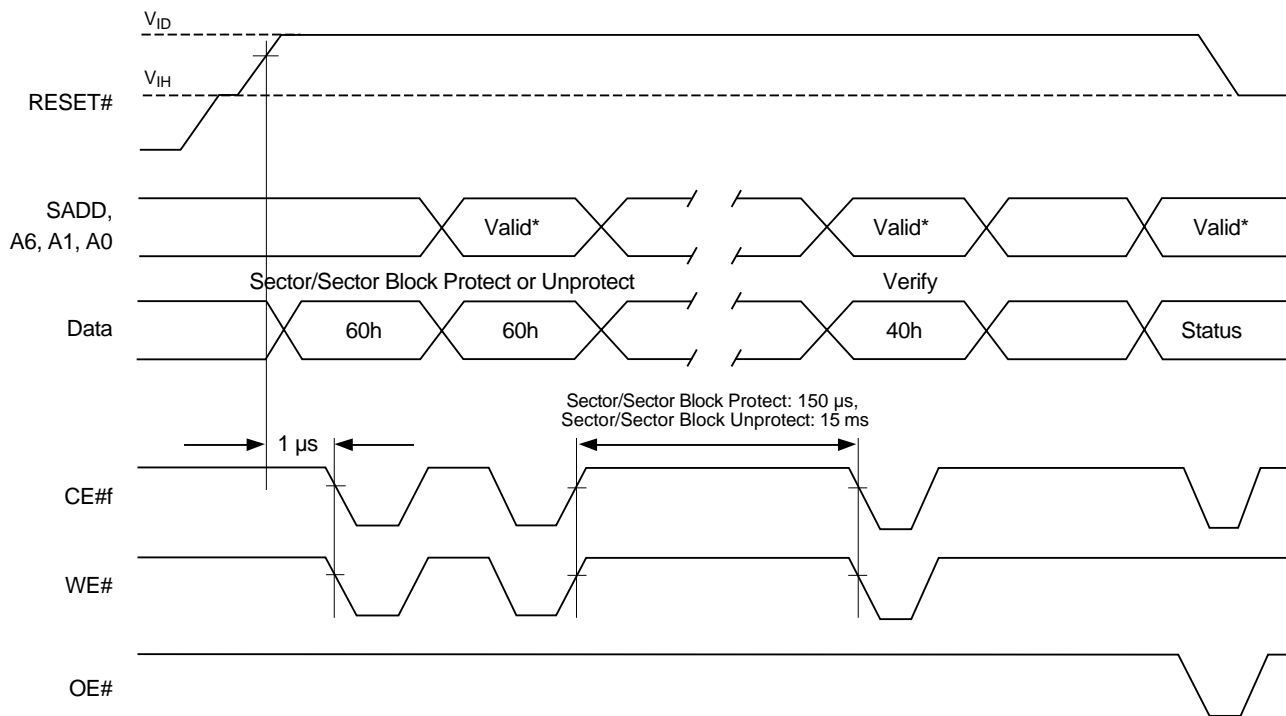 VID
VIH
RESET#
SADD,
A6, A1, A0
Valid*
Valid*
Valid*
Sector/Sector Block Protect or Unprotect
Verify
Data
60h
60h
40h
Status
Sector/Sector Block Protect: 150 µs,
Sector/Sector Block Unprotect: 15 ms
1 µs
CE#f
WE#
OE#